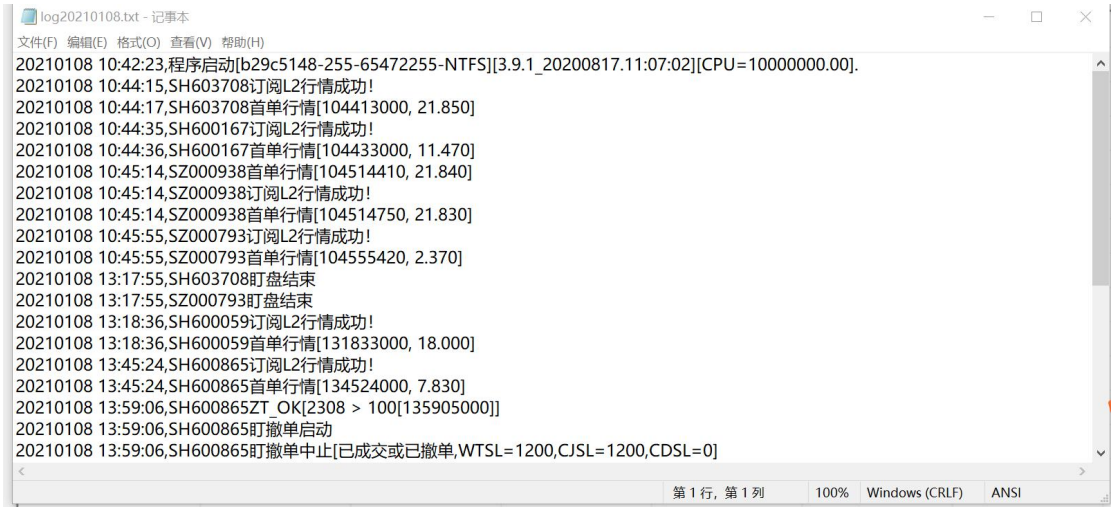 log20210108.txt - 记事本
文件(F) 编辑(E) 格式(O) 查看(V) 帮助(H)
20210108 10:42:23,程序启动[b29c5148-255-65472255-NTFS][3.9.1_20200817.11:07:02][CPU=10000000.00].
20210108 10:44:15,SH603708订阅L2行情成功!
20210108 10:44:17,SH603708首单行情[104413000, 21.850]
20210108 10:44:35,SH600167订阅L2行情成功!
20210108 10:44:36,SH600167首单行情[104433000, 11.470]
20210108 10:45:14,SZ000938首单行情[104514410, 21.840]
20210108 10:45:14,SZ000938订阅L2行情成功!
20210108 10:45:14,SZ000938首单行情[104514750, 21.830]
20210108 10:45:55,SZ000793订阅L2行情成功!
20210108 10:45:55,SZ000793首单行情[104555420, 2.370]
20210108 13:17:55,SH603708盯盘结束
20210108 13:17:55,SZ000793盯盘结束
20210108 13:18:36,SH600059订阅L2行情成功!
20210108 13:18:36,SH600059首单行情[131833000, 18.000]
20210108 13:45:24,SH600865订阅L2行情成功!
20210108 13:45:24,SH600865首单行情[134524000, 7.830]
20210108 13:59:06,SH600865ZT_OK[2308 > 100[135905000]]
20210108 13:59:06,SH600865盯撤单启动
20210108 13:59:06,SH600865盯撤单中止[已成交或已撤单,WTSL=1200,CJSL=1200,CDSL=0]
第 1 行, 第 1 列 100% Windows (CRLF) ANSI